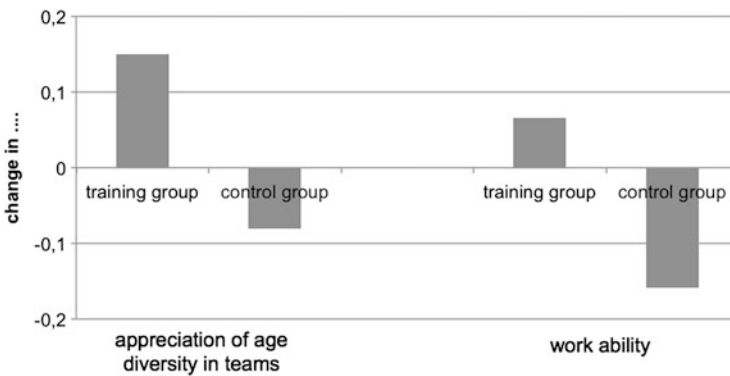 0,2
0,1
0
-0,1
-0,2
change in ....
training group control group training group control group
appreciation of age
diversity in teams
work ability